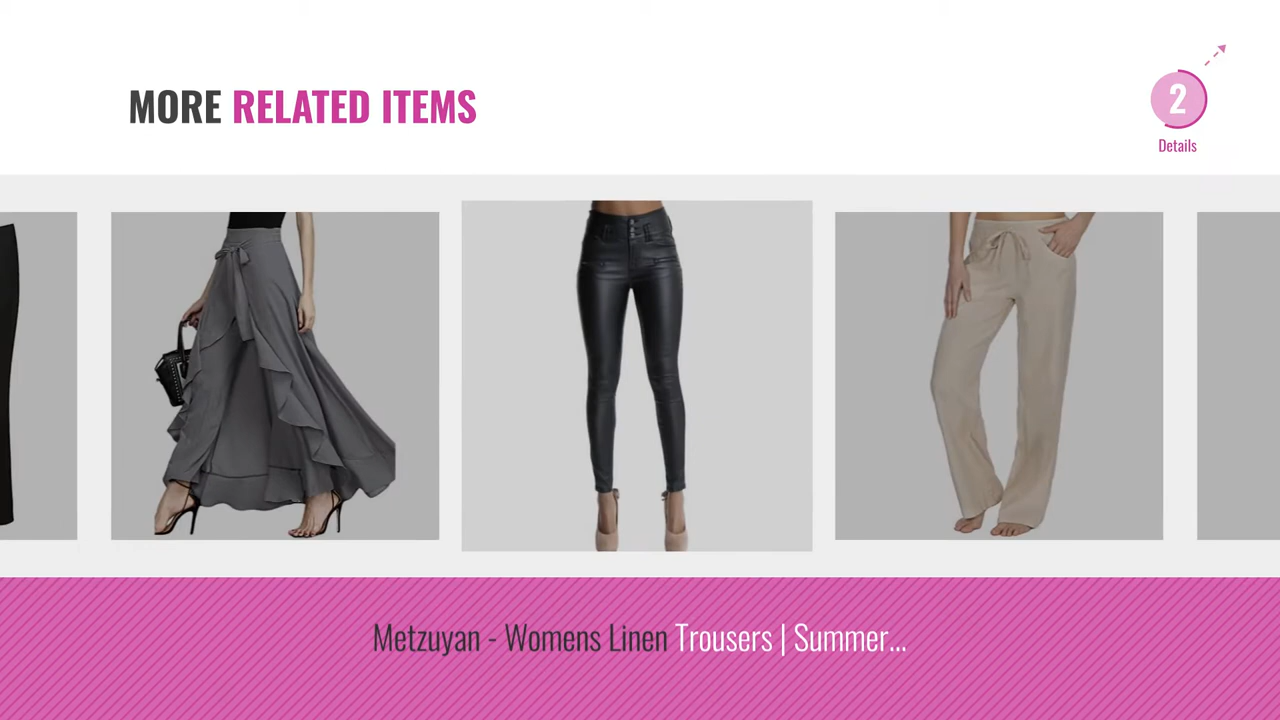 MORE RELATED ITEMS
2
Details
Metzuyan - Womens Linen Trousers | Summer...